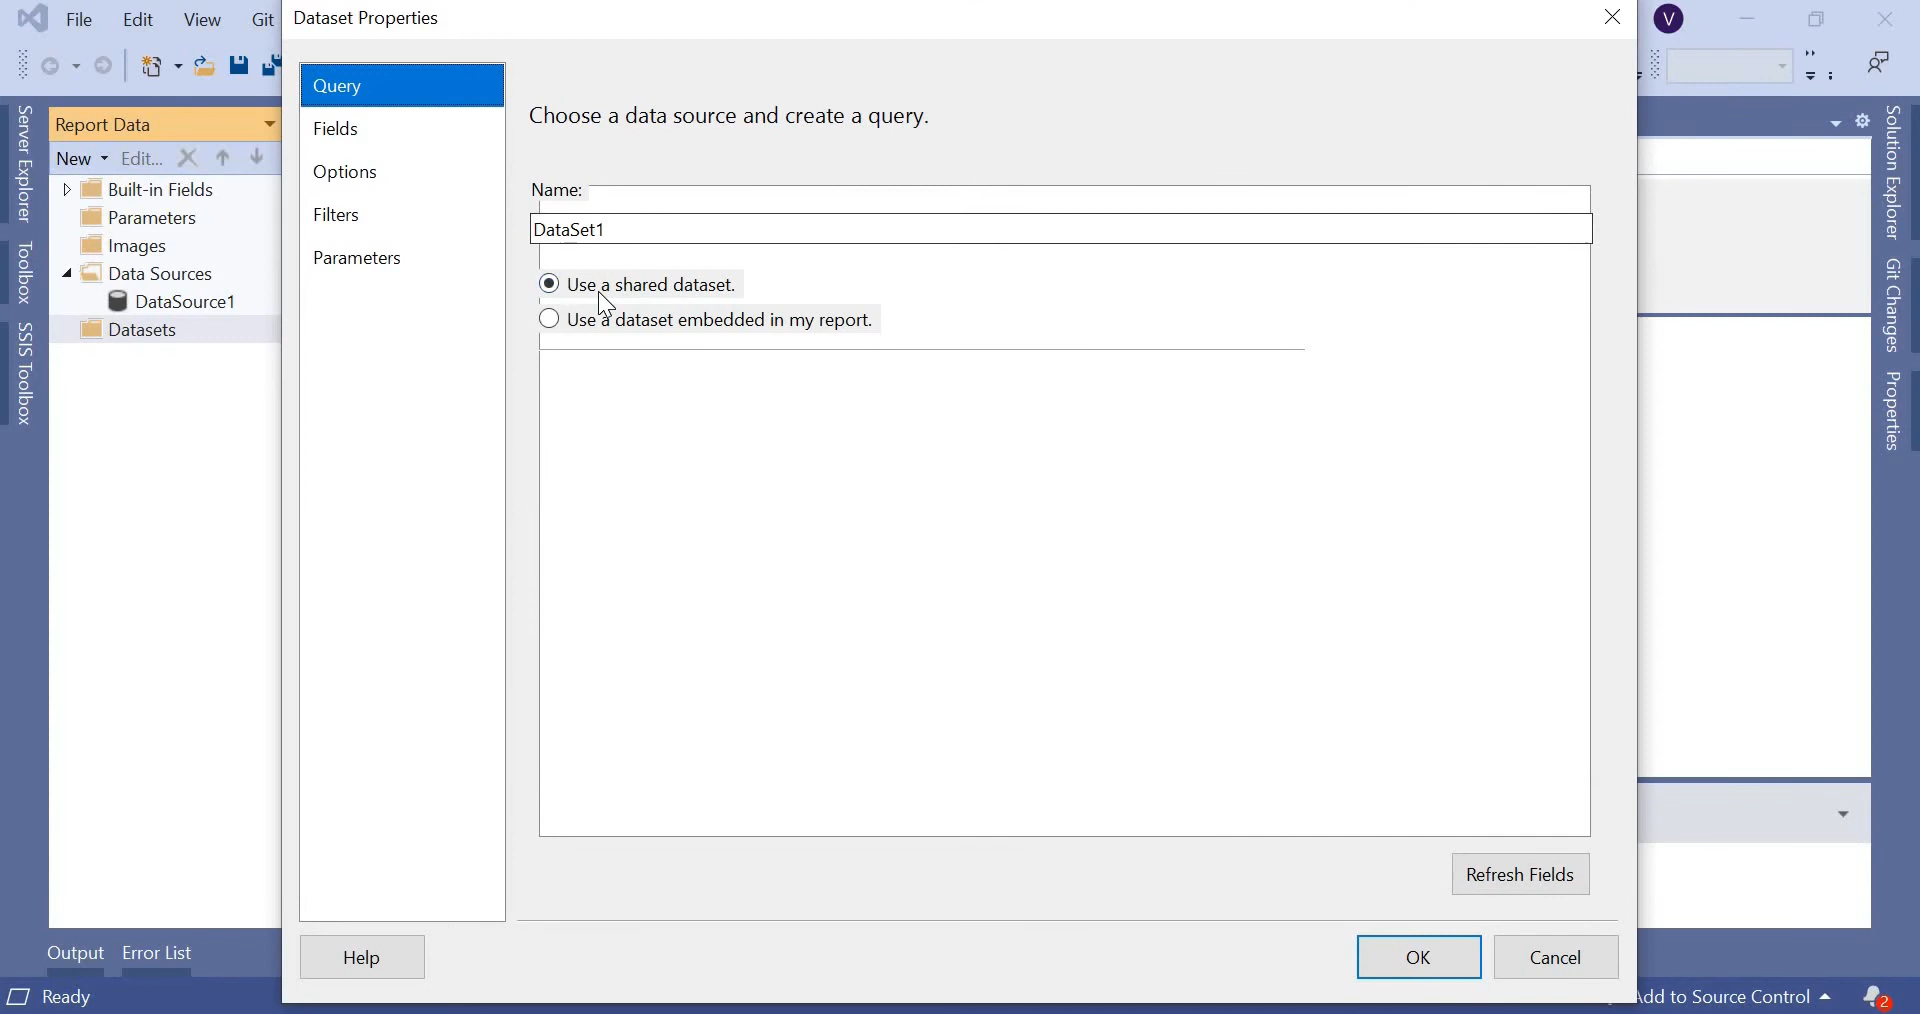 File Edit View Git
Dataset Properties
V
Report Data
New Edit...
Built-in Fields
Parameters
Images
Data Sources
DataSource1
Datasets
Server Explorer
Toolbox
SSIS Toolbox
Query
Fields
Options
Filters
Parameters
Choose a data source and create a query.
Name:
DataSet1
Use a shared dataset.
Use a dataset embedded in my report.
Refresh Fields
Help
OK
Cancel
Solution Explorer
Git Changes
Properties
Output Error List
Ready
Add to Source Control
2